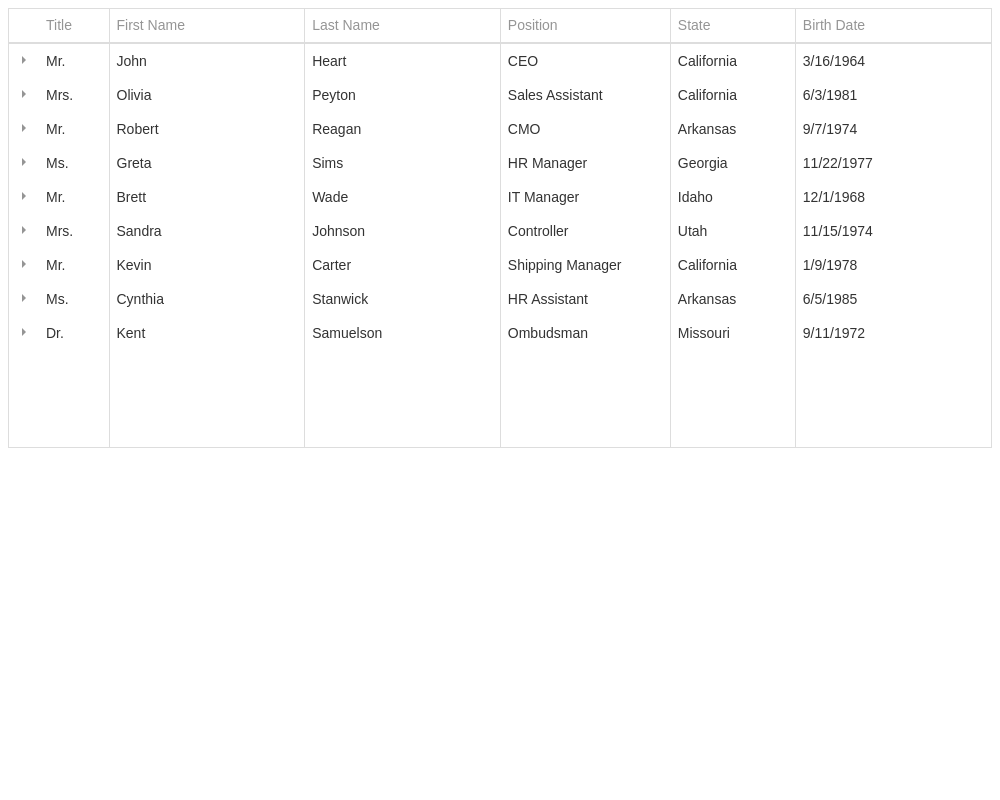 Title First Name Last Name Position State Birth Date
Mr. John Heart CEO California 3/16/1964
Mrs. Olivia Peyton Sales Assistant California 6/3/1981
Mr. Robert Reagan CMO Arkansas 9/7/1974
Ms. Greta Sims HR Manager Georgia 11/22/1977
Mr. Brett Wade IT Manager Idaho 12/1/1968
Mrs. Sandra Johnson Controller Utah 11/15/1974
Mr. Kevin Carter Shipping Manager California 1/9/1978
Ms. Cynthia Stanwick HR Assistant Arkansas 6/5/1985
Dr. Kent Samuelson Ombudsman Missouri 9/11/1972